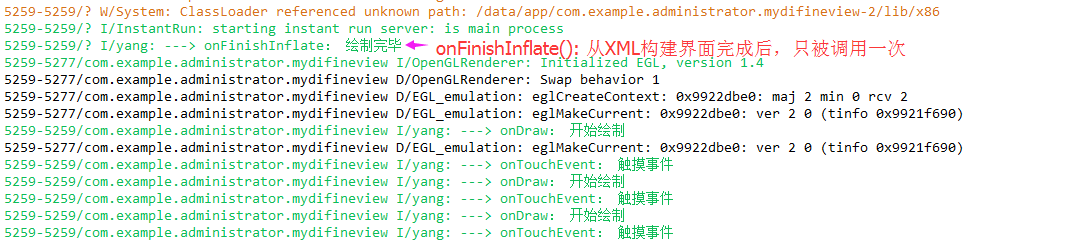 5259-5259/? W/System: ClassLoader referenced unknown path: /data/app/com.example.administrator.mydifineview-2/lib/x86
5259-5259/? I/InstantRun: starting instant run server: is main process
5259-5259/? I/yang: ---> onFinishInflate: 绘制完毕 onFinishInflate(): 从XML构建界面完成后，只被调用一次
5259-5277/com.example.administrator.mydifineview I/OpenGLRenderer: Initialized EGL, version 1.4
5259-5277/com.example.administrator.mydifineview D/OpenGLRenderer: Swap behavior 1
5259-5277/com.example.administrator.mydifineview D/EGL_emulation: eglCreateContext: 0x9922dbe0: maj 2 min 0 rcv 2
5259-5277/com.example.administrator.mydifineview D/EGL_emulation: eglMakeCurrent: 0x9922dbe0: ver 2 0 (tinfo 0x9921f690)
5259-5259/com.example.administrator.mydifineview I/yang: ---> onDraw: 开始绘制
5259-5277/com.example.administrator.mydifineview D/EGL_emulation: eglMakeCurrent: 0x9922dbe0: ver 2 0 (tinfo 0x9921f690)
5259-5259/com.example.administrator.mydifineview I/yang: ---> onTouchEvent: 触摸事件
5259-5259/com.example.administrator.mydifineview I/yang: ---> onDraw: 开始绘制
5259-5259/com.example.administrator.mydifineview I/yang: ---> onTouchEvent: 触摸事件
5259-5259/com.example.administrator.mydifineview I/yang: ---> onDraw: 开始绘制
5259-5259/com.example.administrator.mydifineview I/yang: ---> onTouchEvent: 触摸事件